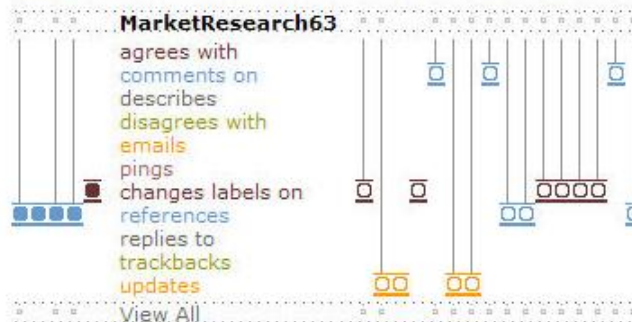 MarketResearch63
agrees with
comments on
describes
disagrees with
emails
pings
changes labels on
references
replies to
trackbacks
updates
View All